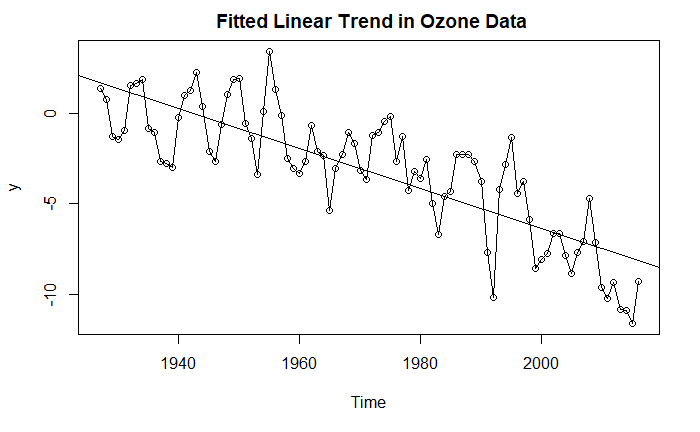 Fitted Linear Trend in Ozone Data
y
0
-5
-10
1940 1960 1980 2000
Time